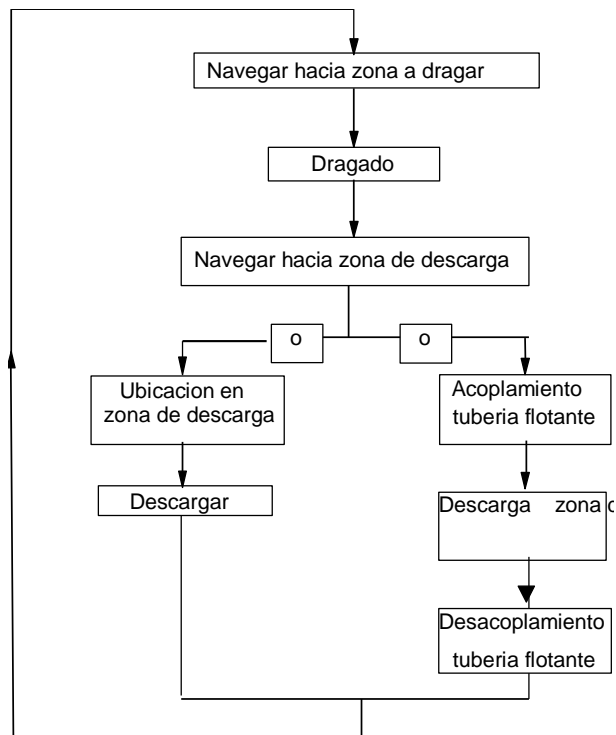 Navegar hacia zona a dragar
Dragado
Navegar hacia zona de descarga
o
o
Ubicacion en
zona de descarga
Acoplamiento
tuberia flotante
Descargar
Descarga zona
Desacoplamiento
tuberia flotante